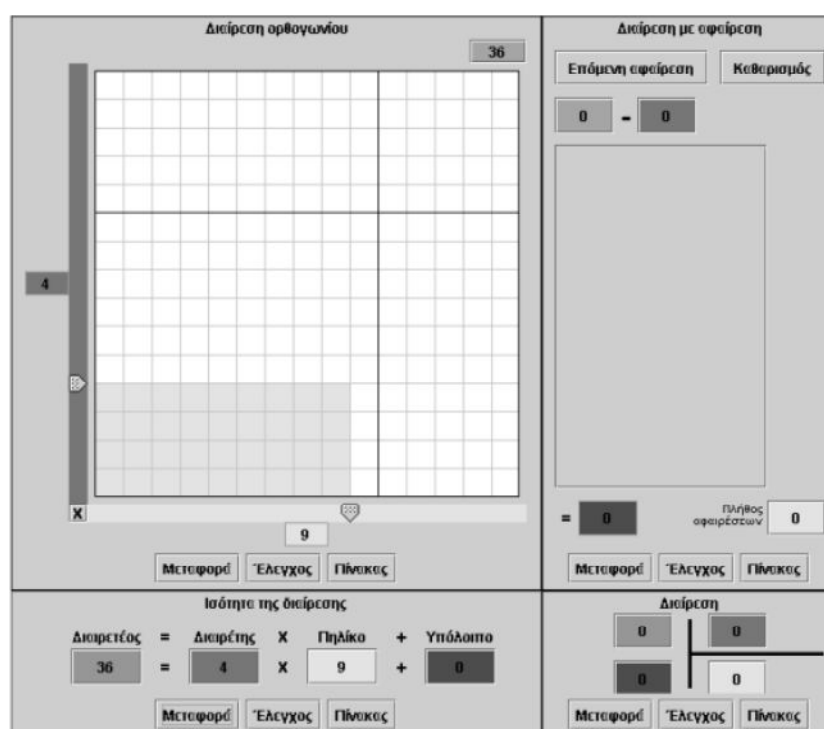 Διαίρεση ορθογωνίου
36
4
X
9
Μεταφορά Έλεγχος Πίνακας
Διαίρεση με αφαίρεση
Επόμενη αφαίρεση Καθαρισμός
0 - 0
= 0 Πλήθος αφαιρέσεων 0
Μεταφορά Έλεγχος Πίνακας
Ισότητα της διαίρεσης
Διαιρετέος = Διαιρέτης X Πηλίκο + Υπόλοιπο
36 = 4 X 9 + 0
Μεταφορά Έλεγχος Πίνακας
Διαίρεση
0 0
0 0
Μεταφορά Έλεγχος Πίνακας